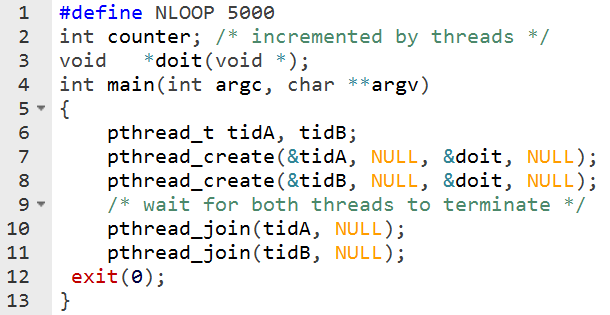 1 #define NLOOP 5000
2 int counter; /* incremented by threads */
3 void   *doit(void *);
4 int main(int argc, char **argv)
5 {
6     pthread_t tidA, tidB;
7     pthread_create(&tidA, NULL, &doit, NULL);
8     pthread_create(&tidB, NULL, &doit, NULL);
9     /* wait for both threads to terminate */
10     pthread_join(tidA, NULL);
11     pthread_join(tidB, NULL);
12  exit(0);
13 }